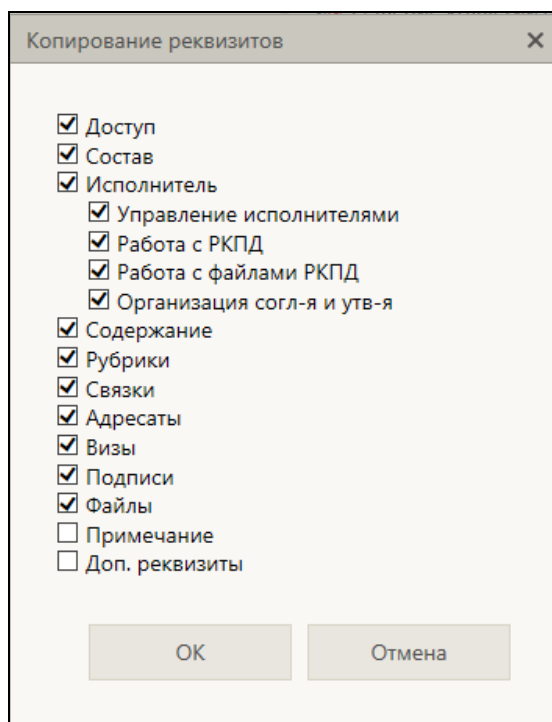 Копирование реквизитов
Доступ
Состав
Исполнитель
Управление исполнителями
Работа с РКПД
Работа с файлами РКПД
Организация согл-я и утв-я
Содержание
Рубрики
Связки
Адресаты
Визы
Подписи
Файлы
Примечание
Доп. реквизиты
ОК Отмена